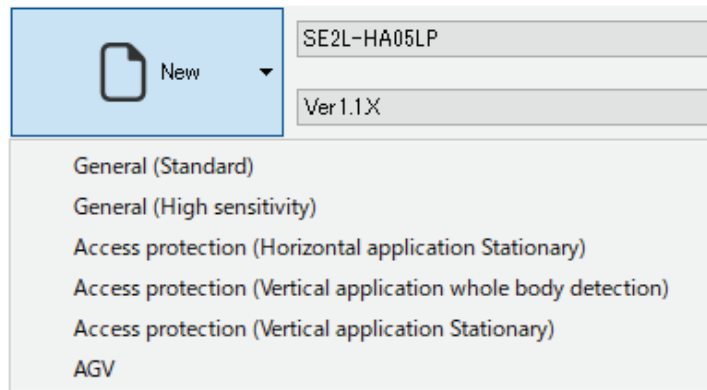 New
SE2L-HA05LP
Ver1.1.X
General (Standard)
General (High sensitivity)
Access protection (Horizontal application Stationary)
Access protection (Vertical application whole body detection)
Access protection (Vertical application Stationary)
AGV